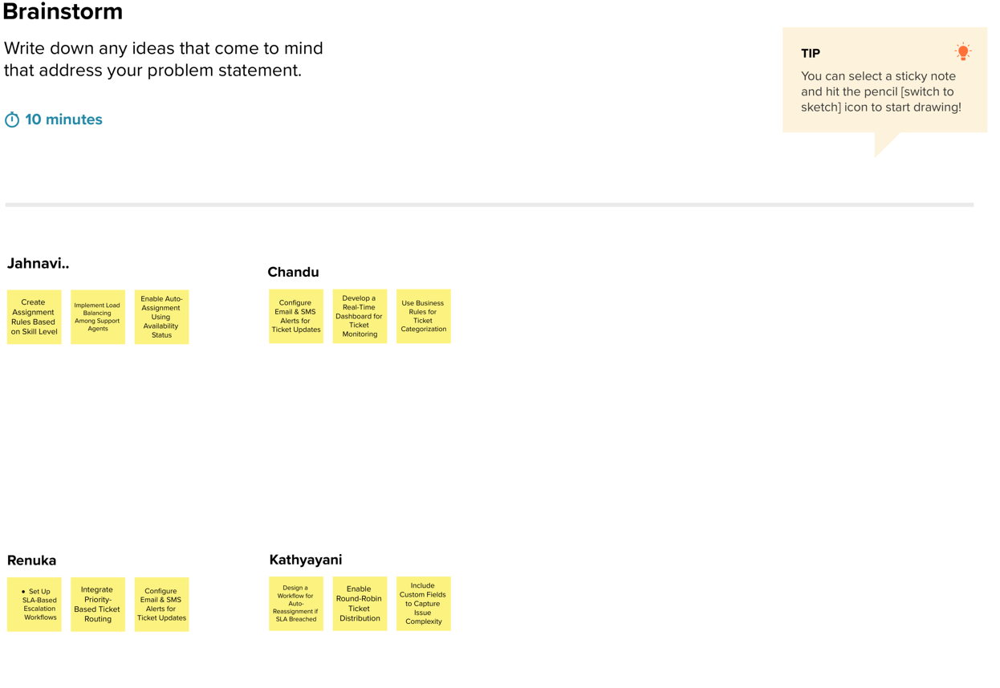 Brainstorm
Write down any ideas that come to mind
that address your problem statement.
10 minutes
TIP
You can select a sticky note
and hit the pencil [switch to
sketch] icon to start drawing!
Jahnavi..
Create
Assignment
Rules Based
on Skill Level
Implement Load
Balancing
Among Support
Agents
Enable Auto-
Assignment
Using
Availability
Status
Chandu
Configure
Email & SMS
Alerts for
Ticket Updates
Develop a
Real-Time
Dashboard for
Ticket
Monitoring
Use Business
Rules for
Ticket
Categorization
Renuka
• Set Up
SLA-Based
Escalation
Workflows
Integrate
Priority-
Based Ticket
Routing
Configure
Email & SMS
Alerts for
Ticket Updates
Kathyayani
Design a
Workflow for
Auto-
Reassignment if
SLA Breached
Enable
Round-Robin
Ticket
Distribution
Include
Custom Fields
to Capture
Issue
Complexity